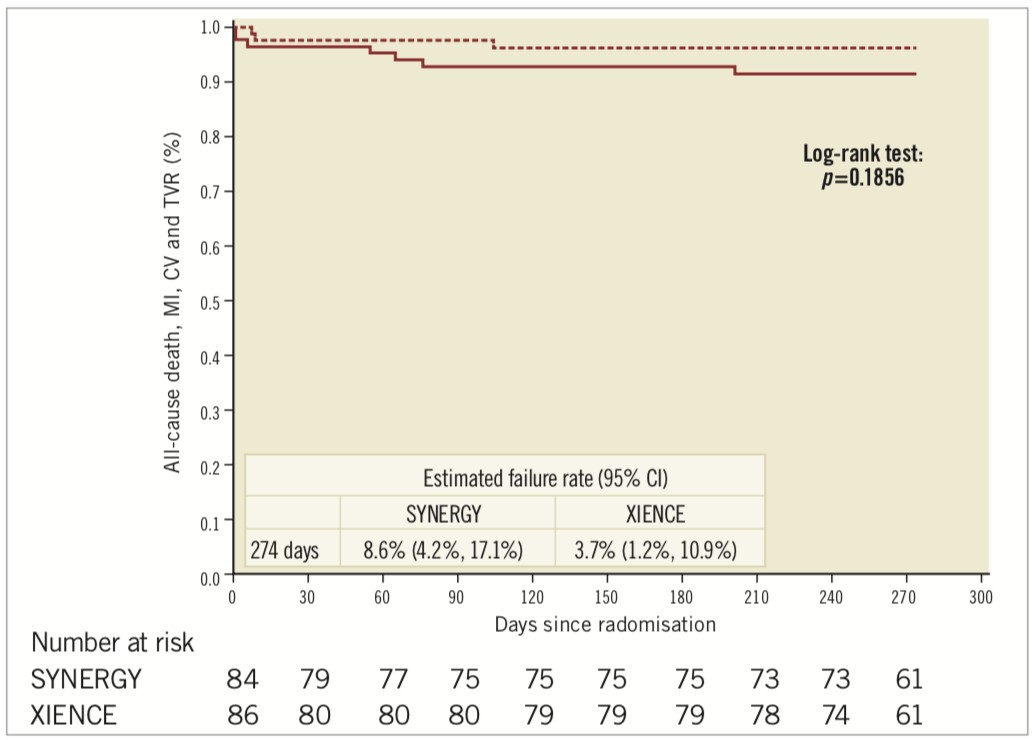 All-cause death, MI, CV and TVR (%)
1.0
0.9
0.8
0.7
0.6
0.5
0.4
0.3
0.2
0.1
0.0
Log-rank test:
p=0.1856
Estimated failure rate (95% CI)
SYNERGY XIENCE
274 days 8.6% (4.2%, 17.1%) 3.7% (1.2%, 10.9%)
0 30 60 90 120 150 180 210 240 270 300
Days since radomisation
Number at risk
SYNERGY 84 79 77 75 75 75 75 73 73 61
XIENCE 86 80 80 80 79 79 79 78 74 61